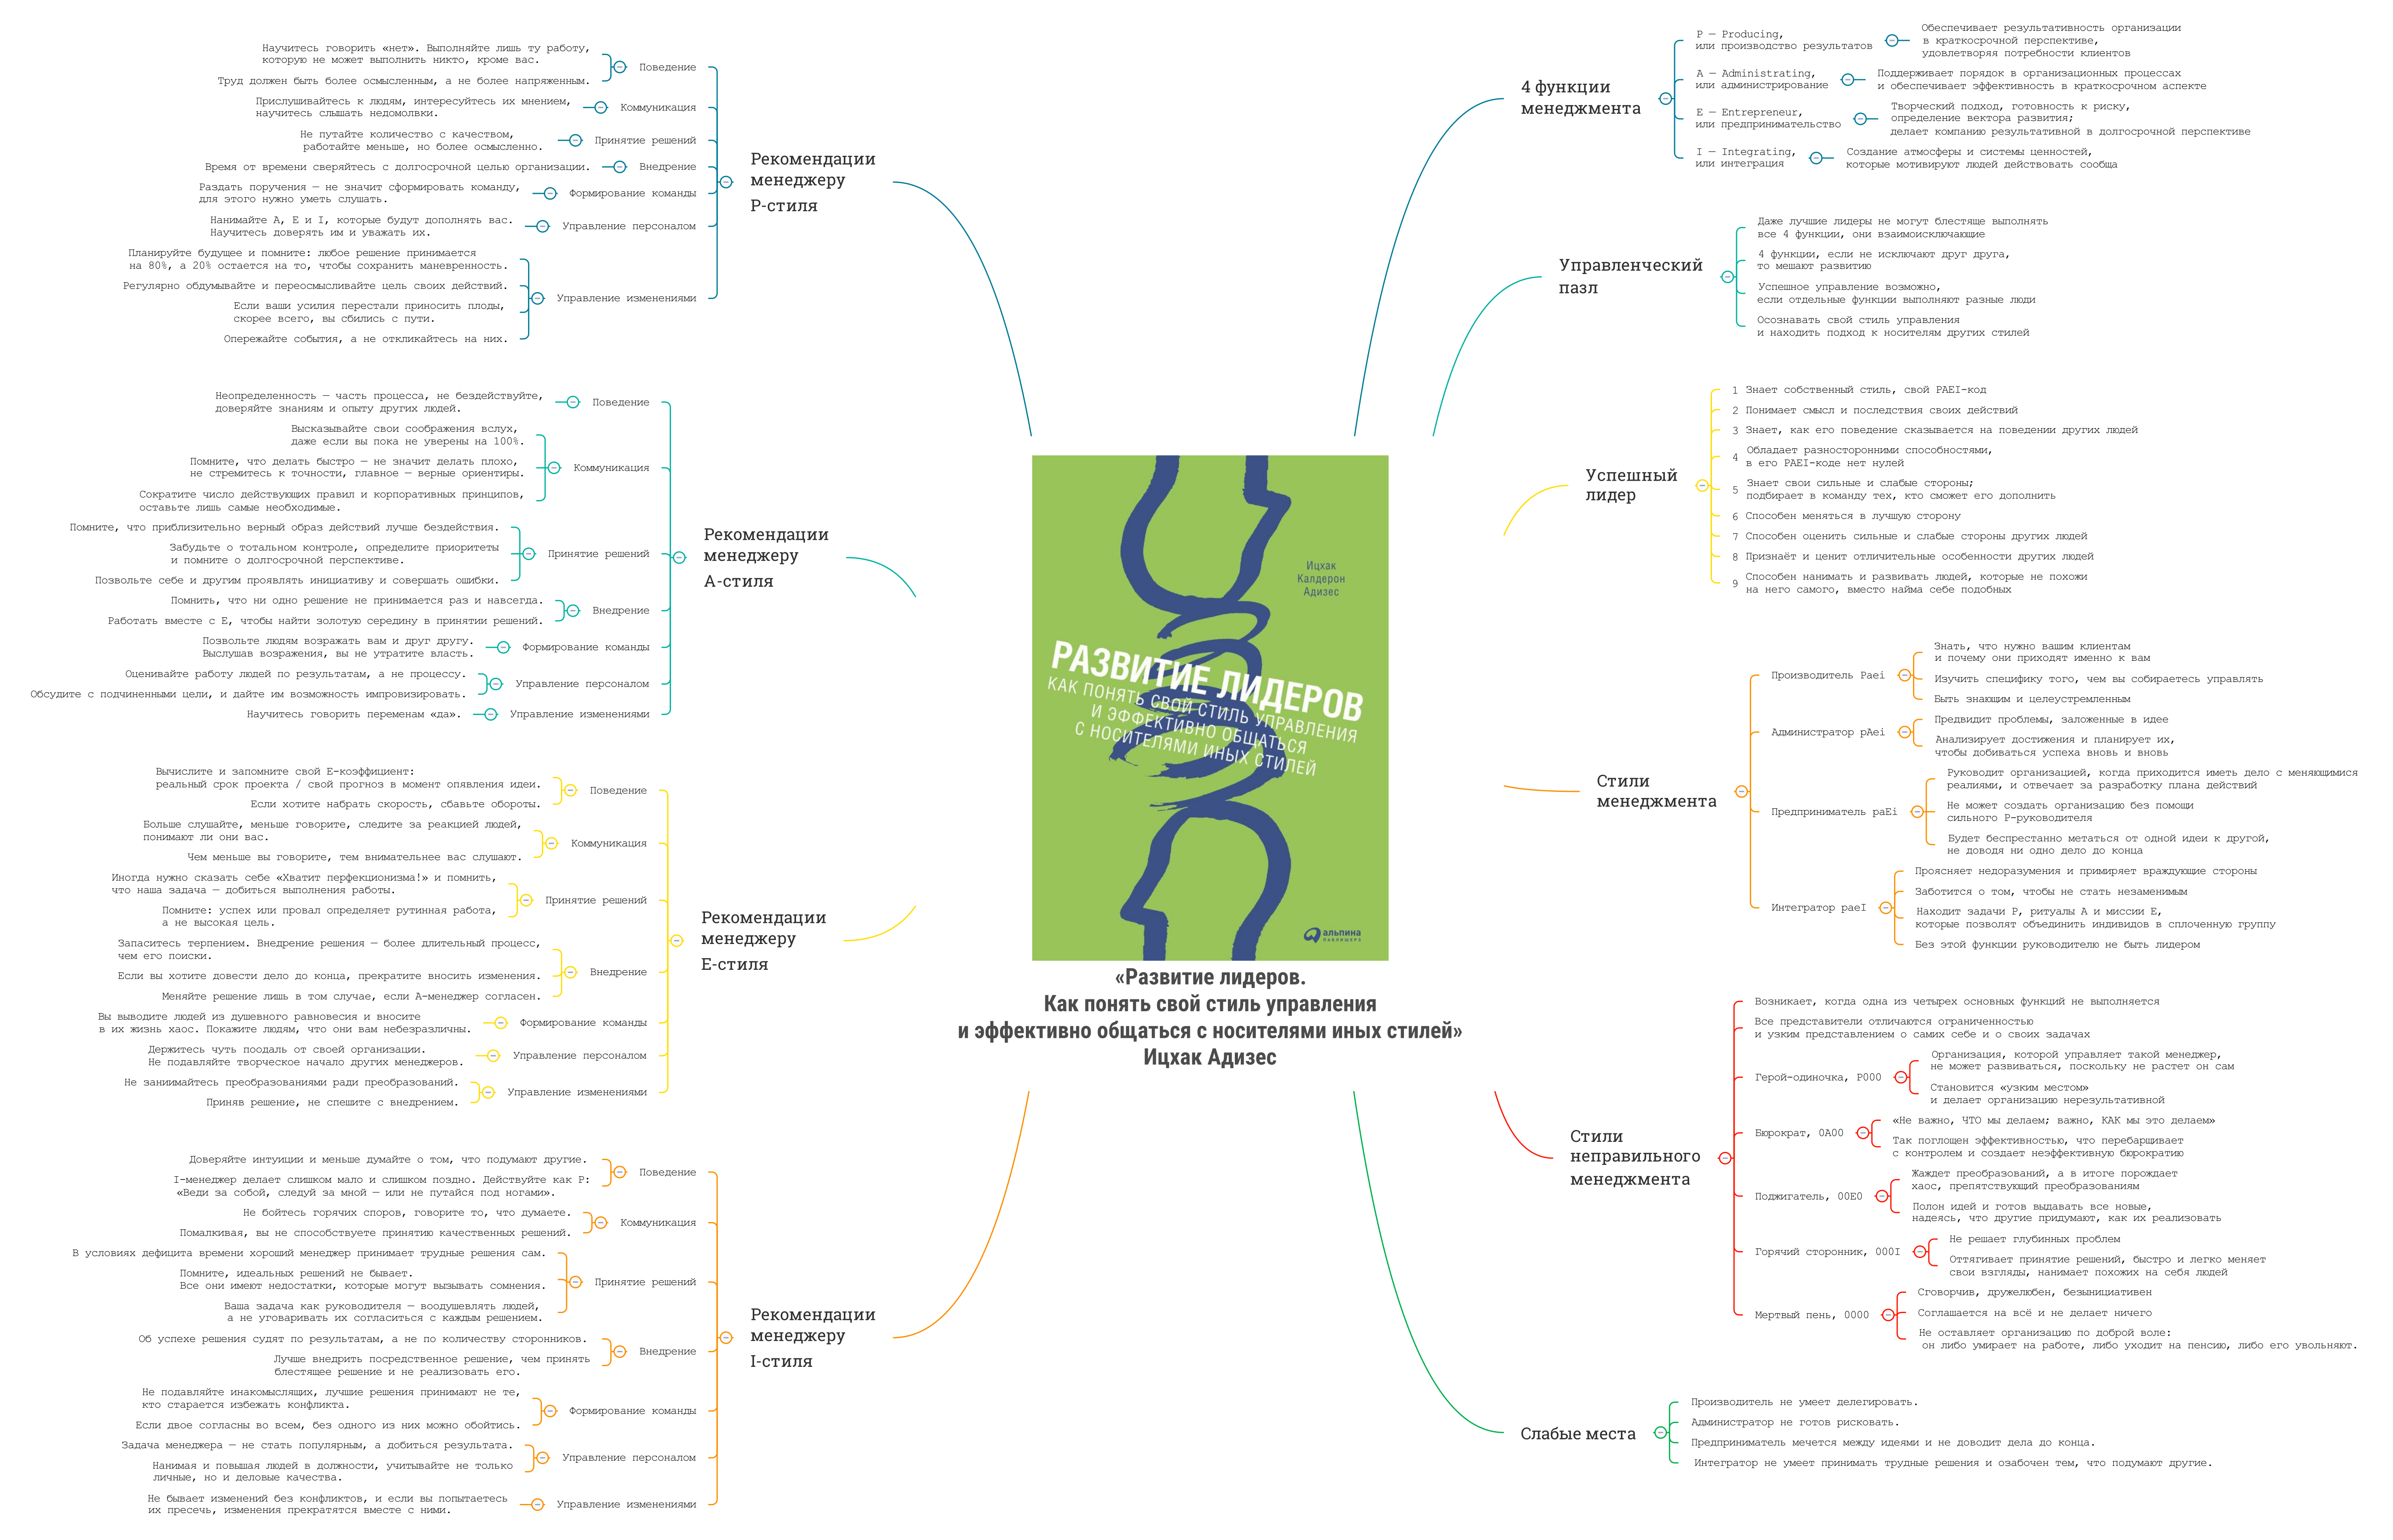 4 функции
менеджмента
P — Producing,
или производство результатов
Обеспечивает результативность организации
в краткосрочной перспективе,
удовлетворяя потребности клиентов
A — Administrating,
или администрирование
Поддерживает порядок в организационных процессах
и обеспечивает эффективность в краткосрочном аспекте
E — Entrepreneur,
или предпринимательство
Творческий подход, готовность к риску,
определение вектора развития;
делает компанию результативной в долгосрочной перспективе
I — Integrating,
или интеграция
Создание атмосферы и системы ценностей,
которые мотивируют людей действовать сообща
Управленческий
пазл
Даже лучшие лидеры не могут блестяще выполнять
все 4 функции, они взаимоисключающие
4 функции, если не исключают друг друга,
то мешают развитию
Успешное управление возможно,
если отдельные функции выполняют разные люди
Осознавать свой стиль управления
и находить подход к носителям других стилей
Успешный
лидер
1 Знает собственный стиль, свой PAEI-код
2 Понимает смысл и последствия своих действий
3 Знает, как его поведение сказывается на поведении других людей
4 Обладает разносторонними способностями,
в его PAEI-коде нет нулей
5 Знает свои сильные и слабые стороны;
подбирает в команду тех, кто сможет его дополнить
6 Способен меняться в лучшую сторону
7 Способен оценить сильные и слабые стороны других людей
8 Признаёт и ценит отличительные особенности других людей
9 Способен нанимать и развивать людей, которые не похожи
на него самого, вместо найма себе подобных
Стили
менеджмента
Производитель Paei
Знать, что нужно вашим клиентам
и почему они приходят именно к вам
Изучить специфику того, чем вы собираетесь управлять
Быть знающим и целеустремленным
Администратор pAei
Предвидит проблемы, заложенные в идее
Анализирует достижения и планирует их,
чтобы добиваться успеха вновь и вновь
Предприниматель paEi
Руководит организацией, когда приходится иметь дело с меняющимися
реалиями, и отвечает за разработку плана действий
Не может создать организацию без помощи
сильного P-руководителя
Будет беспрестанно метаться от одной идеи к другой,
не доводя ни одно дело до конца
Интегратор paeI
Проясняет недоразумения и примиряет враждующие стороны
Заботится о том, чтобы не стать незаменимым
Находит задачи P, ритуалы A и миссии E,
которые позволят объединить индивидов в сплоченную группу
Без этой функции руководителю не быть лидером
Стили
неправильного
менеджмента
Возникает, когда одна из четырех основных функций не выполняется
Все представители отличаются ограниченностью
и узким представлением о самих себе и о своих задачах
Герой-одиночка, P000
Организация, которой управляет такой менеджер,
не может развиваться, поскольку не растет он сам
Становится «узким местом»
и делает организацию нерезультативной
Бюрократ, 0A00
«Не важно, ЧТО мы делаем; важно, КАК мы это делаем»
Так поглощен эффективностью, что перебарщивает
с контролем и создает неэффективную бюрократию
Поджигатель, 00E0
Жаждет преобразований, а в итоге порождает
хаос, препятствующий преобразованиям
Полон идей и готов выдавать все новые,
надеясь, что другие придумают, как их реализовать
Горячий сторонник, 000I
Не решает глубинных проблем
Оттягивает принятие решений, быстро и легко меняет
свои взгляды, нанимает похожих на себя людей
Мертвый пень, 0000
Сговорчив, дружелюбен, безынициативен
Соглашается на всё и не делает ничего
Не оставляет организацию по доброй воле:
он либо умирает на работе, либо уходит на пенсию, либо его увольняют.
Слабые места
Производитель не умеет делегировать.
Администратор не готов рисковать.
Предприниматель мечется между идеями и не доводит дела до конца.
Интегратор не умеет принимать трудные решения и озабочен тем, что подумают другие.
Ицхак
Калдерон
Адизес
РАЗВИТИЕ ЛИДЕРОВ
КАК ПОНЯТЬ СВОЙ СТИЛЬ УПРАВЛЕНИЯ
И ЭФФЕКТИВНО ОБЩАТЬСЯ
С НОСИТЕЛЯМИ ИНЫХ СТИЛЕЙ
альпина
ПАБЛИШЕРЗ
«Развитие лидеров.
Как понять свой стиль управления
и эффективно общаться с носителями иных стилей»
Ицхак Адизес
Рекомендации
менеджеру
P-стиля
Поведение
Научитесь говорить «нет». Выполняйте лишь ту работу,
которую не может выполнить никто, кроме вас.
Труд должен быть более осмысленным, а не более напряженным.
Коммуникация
Прислушивайтесь к людям, интересуйтесь их мнением,
научитесь слышать недомолвки.
Принятие решений
Не путайте количество с качеством,
работайте меньше, но более осмысленно.
Внедрение
Время от времени сверяйтесь с долгосрочной целью организации.
Формирование команды
Раздать поручения — не значит сформировать команду,
для этого нужно уметь слушать.
Управление персоналом
Нанимайте A, E и I, которые будут дополнять вас.
Научитесь доверять им и уважать их.
Управление изменениями
Планируйте будущее и помните: любое решение принимается
на 80%, а 20% остается на то, чтобы сохранить маневренность.
Регулярно обдумывайте и переосмысливайте цель своих действий.
Если ваши усилия перестали приносить плоды,
скорее всего, вы сбились с пути.
Опережайте события, а не откликайтесь на них.
Рекомендации
менеджеру
A-стиля
Поведение
Неопределенность — часть процесса, не бездействуйте,
доверяйте знаниям и опыту других людей.
Коммуникация
Высказывайте свои соображения вслух,
даже если вы пока не уверены на 100%.
Помните, что делать быстро — не значит делать плохо,
не стремитесь к точности, главное — верные ориентиры.
Сократите число действующих правил и корпоративных принципов,
оставьте лишь самые необходимые.
Принятие решений
Помните, что приблизительно верный образ действий лучше бездействия.
Забудьте о тотальном контроле, определите приоритеты
и помните о долгосрочной перспективе.
Позвольте себе и другим проявлять инициативу и совершать ошибки.
Внедрение
Помнить, что ни одно решение не принимается раз и навсегда.
Работать вместе с E, чтобы найти золотую середину в принятии решений.
Формирование команды
Позвольте людям возражать вам и друг другу.
Выслушав возражения, вы не утратите власть.
Управление персоналом
Оценивайте работу людей по результатам, а не процессу.
Обсудите с подчиненными цели, и дайте им возможность импровизировать.
Управление изменениями
Научитесь говорить переменам «да».
Рекомендации
менеджеру
E-стиля
Поведение
Вычислите и запомните свой E-коэффициент:
реальный срок проекта / свой прогноз в момент опявления идеи.
Если хотите набрать скорость, сбавьте обороты.
Коммуникация
Больше слушайте, меньше говорите, следите за реакцией людей,
понимают ли они вас.
Чем меньше вы говорите, тем внимательнее вас слушают.
Принятие решений
Иногда нужно сказать себе «Хватит перфекционизма!» и помнить,
что наша задача — добиться выполнения работы.
Помните: успех или провал определяет рутинная работа,
а не высокая цель.
Внедрение
Запаситесь терпением. Внедрение решения — более длительный процесс,
чем его поиски.
Если вы хотите довести дело до конца, прекратите вносить изменения.
Меняйте решение лишь в том случае, если A-менеджер согласен.
Формирование команды
Вы выводите людей из душевного равновесия и вносите
в их жизнь хаос. Покажите людям, что они вам небезразличны.
Управление персоналом
Держитесь чуть поодаль от своей организации.
Не подавляйте творческое начало других менеджеров.
Управление изменениями
Не заниимайтесь преобразованиями ради преобразований.
Приняв решение, не спешите с внедрением.
Рекомендации
менеджеру
I-стиля
Поведение
Доверяйте интуиции и меньше думайте о том, что подумают другие.
I-менеджер делает слишком мало и слишком поздно. Действуйте как P:
«Веди за собой, следуй за мной — или не путайся под ногами».
Коммуникация
Не бойтесь горячих споров, говорите то, что думаете.
Помалкивая, вы не способствуете принятию качественных решений.
Принятие решений
В условиях дефицита времени хороший менеджер принимает трудные решения сам.
Помните, идеальных решений не бывает.
Все они имеют недостатки, которые могут вызывать сомнения.
Ваша задача как руководителя — воодушевлять людей,
а не уговаривать их согласиться с каждым решением.
Внедрение
Об успехе решения судят по результатам, а не по количеству сторонников.
Лучше внедрить посредственное решение, чем принять
блестящее решение и не реализовать его.
Формирование команды
Не подавляйте инакомыслящих, лучшие решения принимают не те,
кто старается избежать конфликта.
Если двое согласны во всем, без одного из них можно обойтись.
Управление персоналом
Задача менеджера — не стать популярным, а добиться результата.
Нанимая и повышая людей в должности, учитывайте не только
личные, но и деловые качества.
Управление изменениями
Не бывает изменений без конфликтов, и если вы попытаетесь
их пресечь, изменения прекратятся вместе с ними.